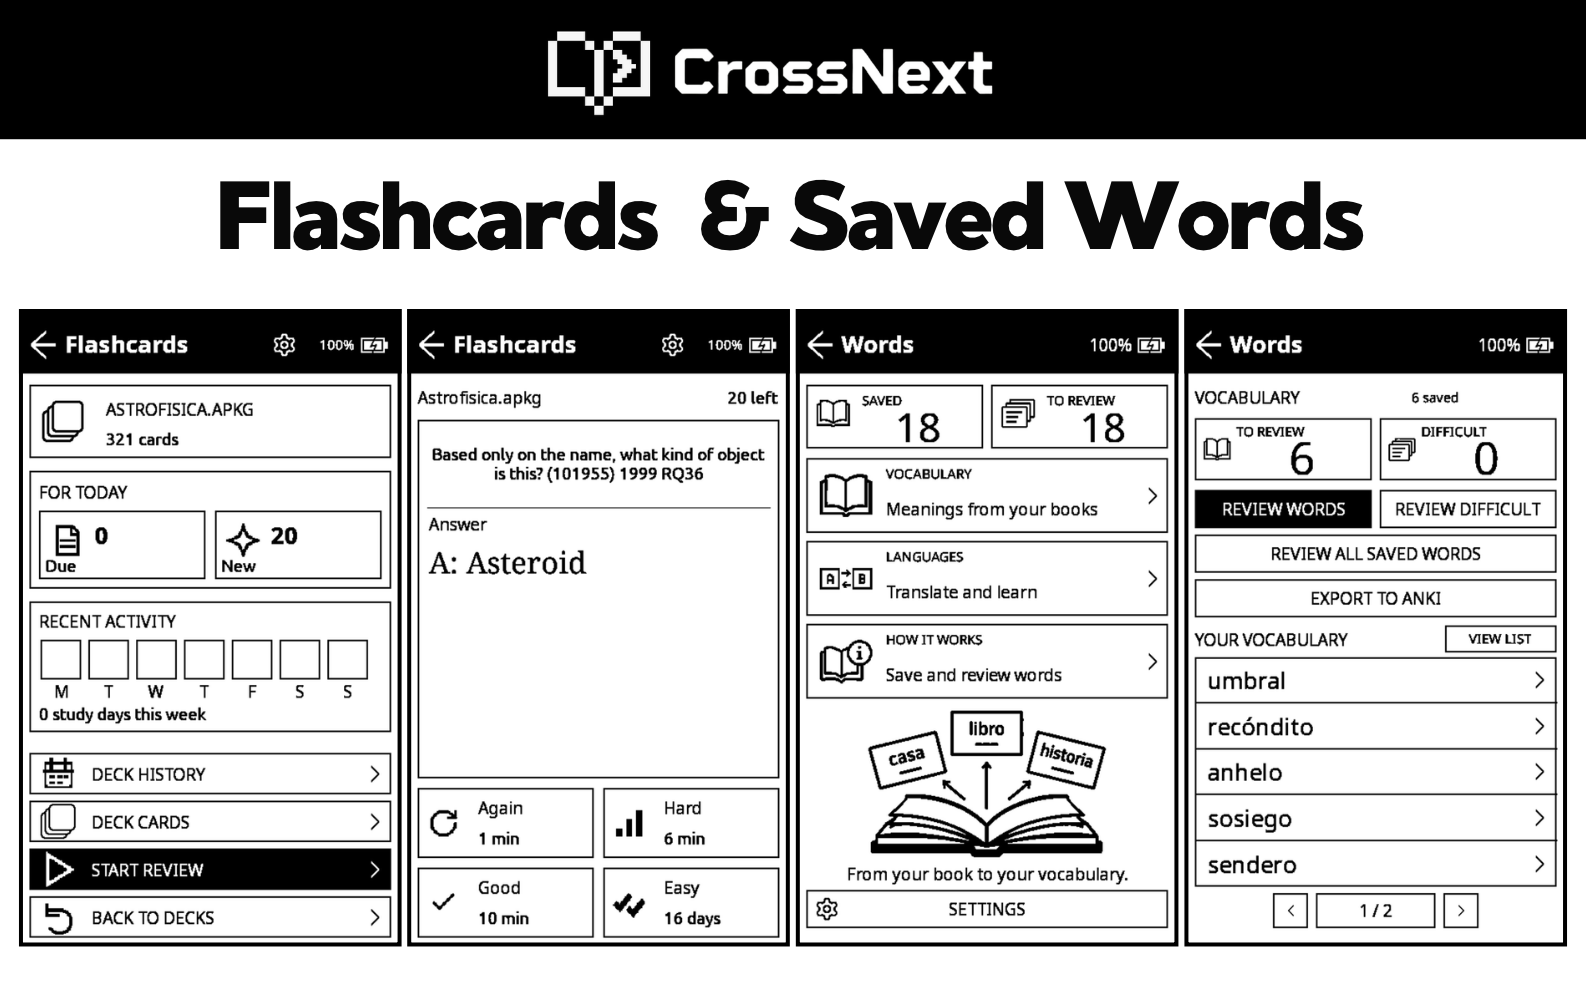 CrossNext
Flashcards & Saved Words
Flashcards
100%
ASTROFISICA.APKG
321 cards
FOR TODAY
0
Due
20
New
RECENT ACTIVITY
M T W T F S S
0 study days this week
DECK HISTORY
DECK CARDS
START REVIEW
BACK TO DECKS
Flashcards
100%
Astrofisica.apkg
20 left
Based only on the name, what kind of object
is this? (101955) 1999 RQ36
Answer
A: Asteroid
Again
1 min
Hard
6 min
Good
10 min
Easy
16 days
Words
100%
SAVED
18
TO REVIEW
18
VOCABULARY
Meanings from your books
A B
LANGUAGES
Translate and learn
i
HOW IT WORKS
Save and review words
casa
libro
historia
From your book to your vocabulary.
SETTINGS
Words
100%
VOCABULARY
6 saved
TO REVIEW
6
DIFFICULT
0
REVIEW WORDS
REVIEW DIFFICULT
REVIEW ALL SAVED WORDS
EXPORT TO ANKI
YOUR VOCABULARY
VIEW LIST
umbral
recóndito
anhelo
sosiego
sendero
1 / 2